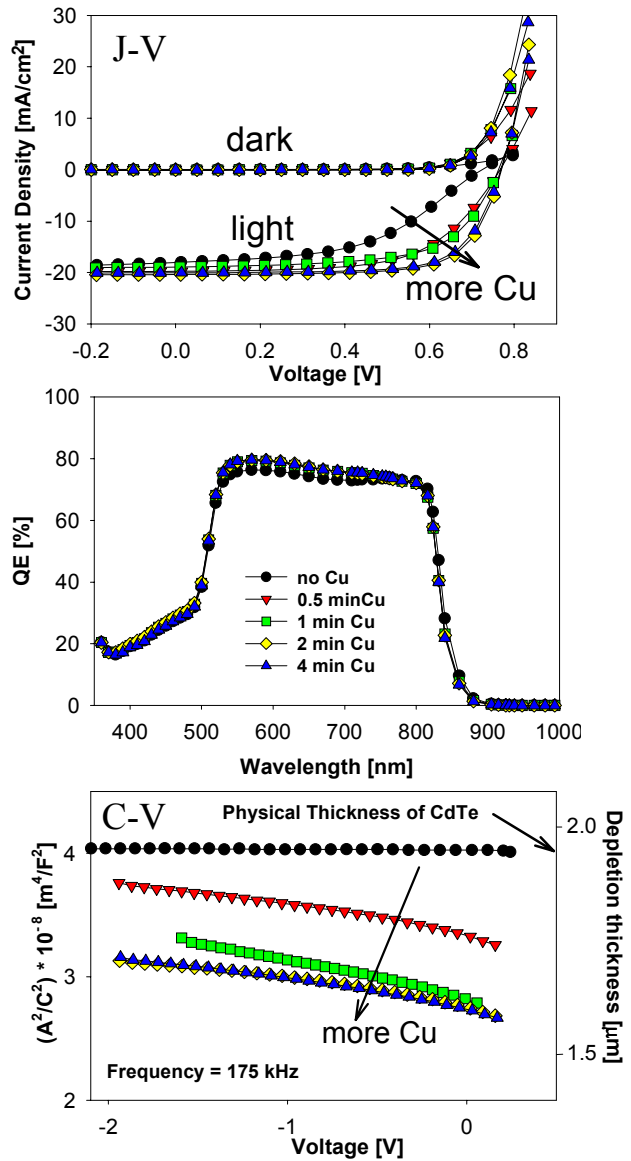 J-V
30
20
10
0
-10
-20
-30
dark
light
more Cu
Current Density [mA/cm²]
-0.2 0.0 0.2 0.4 0.6 0.8
Voltage [V]
100
80
60
40
20
0
QE [%]
no Cu
0.5 minCu
1 min Cu
2 min Cu
4 min Cu
400 500 600 700 800 900 1000
Wavelength [nm]
C-V
Physical Thickness of CdTe
4
3
2
(A²/C²) * 10⁻⁸ [m⁴/F²]
2.0
1.5
Depletion thickness [μm]
more Cu
Frequency = 175 kHz
-2 -1 0
Voltage [V]